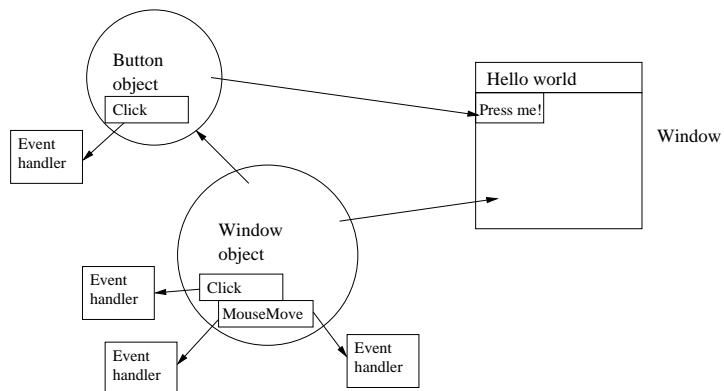 Button
object
Click
Event
handler
Hello world
Press me!
Window
Window
object
Click
MouseMove
Event
handler
Event
handler
Event
handler